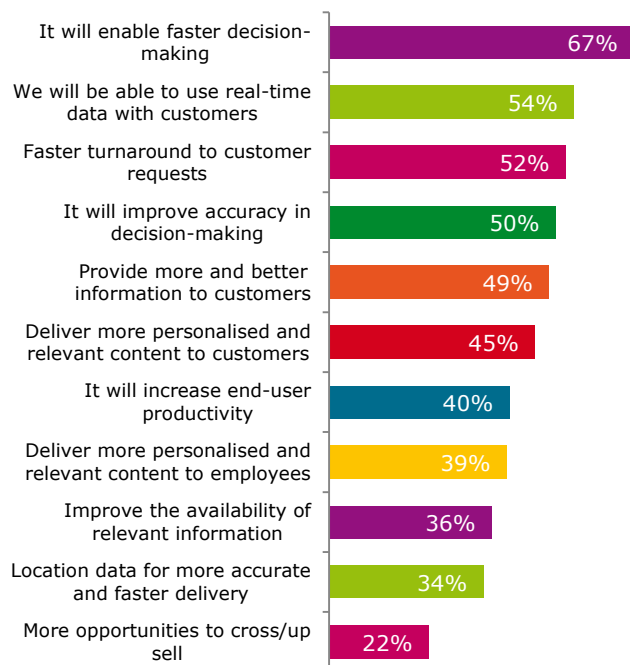 It will enable faster decision-
making
67%
We will be able to use real-time
data with customers
54%
Faster turnaround to customer
requests
52%
It will improve accuracy in
decision-making
50%
Provide more and better
information to customers
49%
Deliver more personalised and
relevant content to customers
45%
It will increase end-user
productivity
40%
Deliver more personalised and
relevant content to employees
39%
Improve the availability of
relevant information
36%
Location data for more accurate
and faster delivery
34%
More opportunities to cross/up
sell
22%